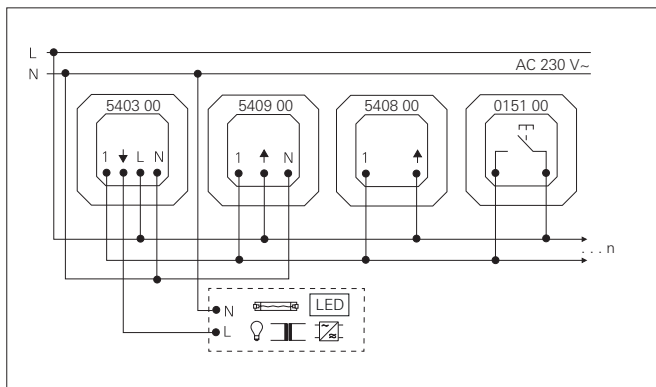 L
N
AC 230 V~
5403 00
5409 00
5408 00
0151 00
1 ↓ L N
1 ↑ N
1 ↑
. . . n
N
LED
L